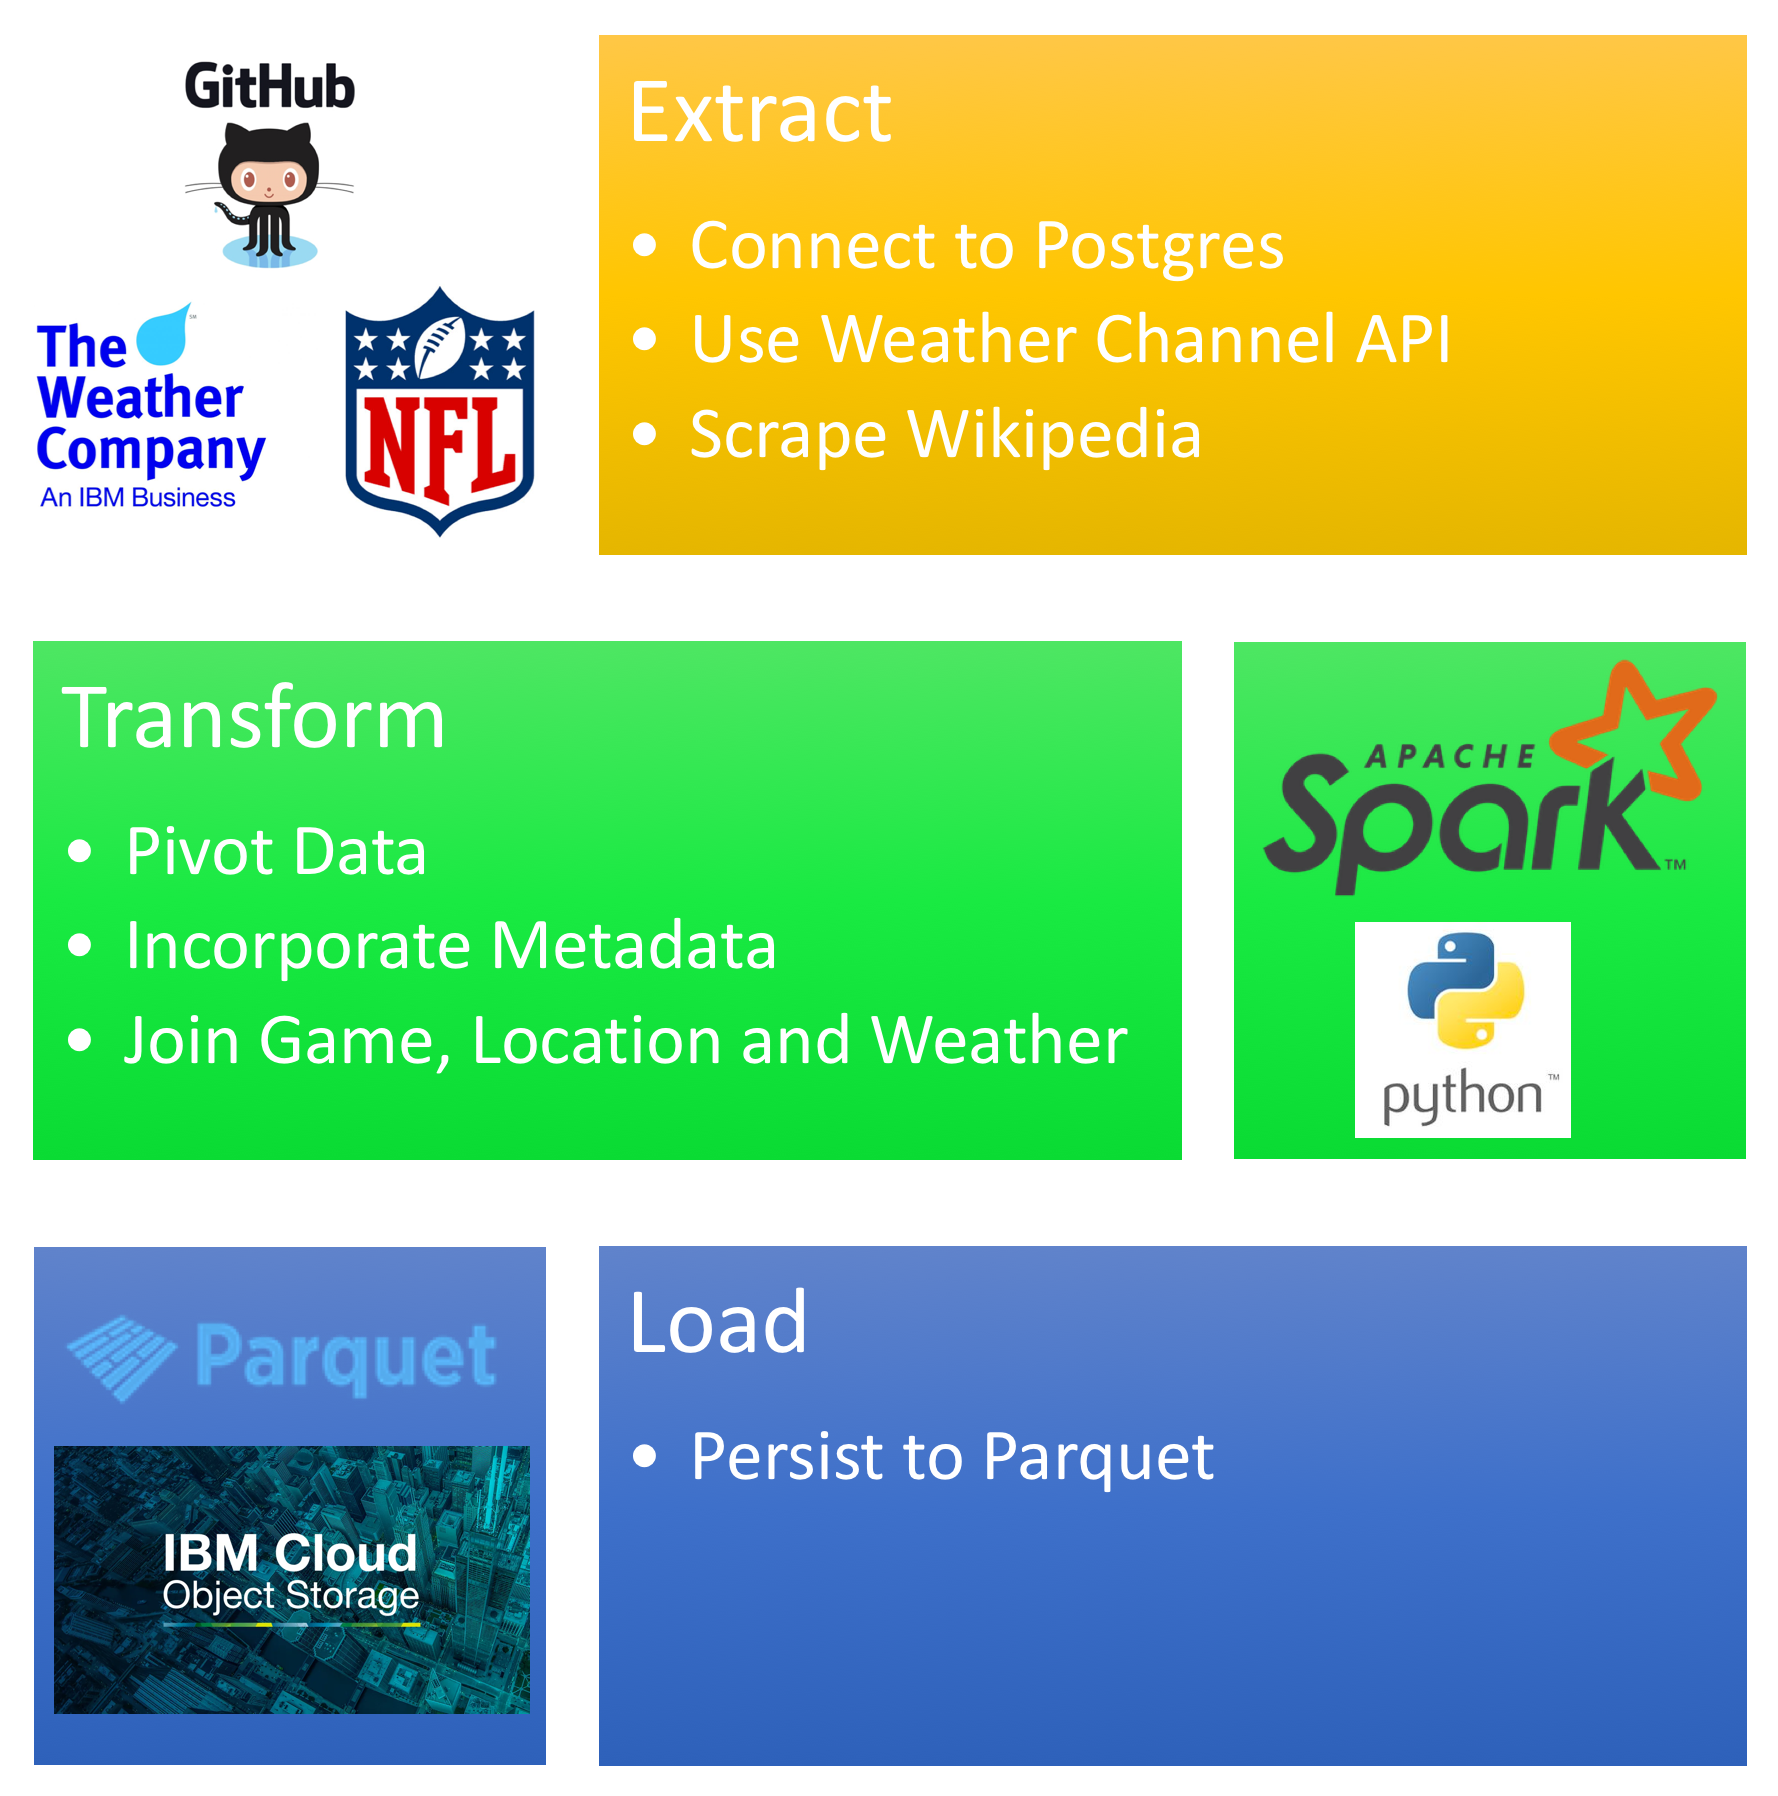 GitHub
The
Weather
Company
An IBM Business
SM
NFL
Extract
• Connect to Postgres
• Use Weather Channel API
• Scrape Wikipedia
Transform
• Pivot Data
• Incorporate Metadata
• Join Game, Location and Weather
APACHE
Spark™
python™
Parquet
IBM Cloud
Object Storage
Load
• Persist to Parquet